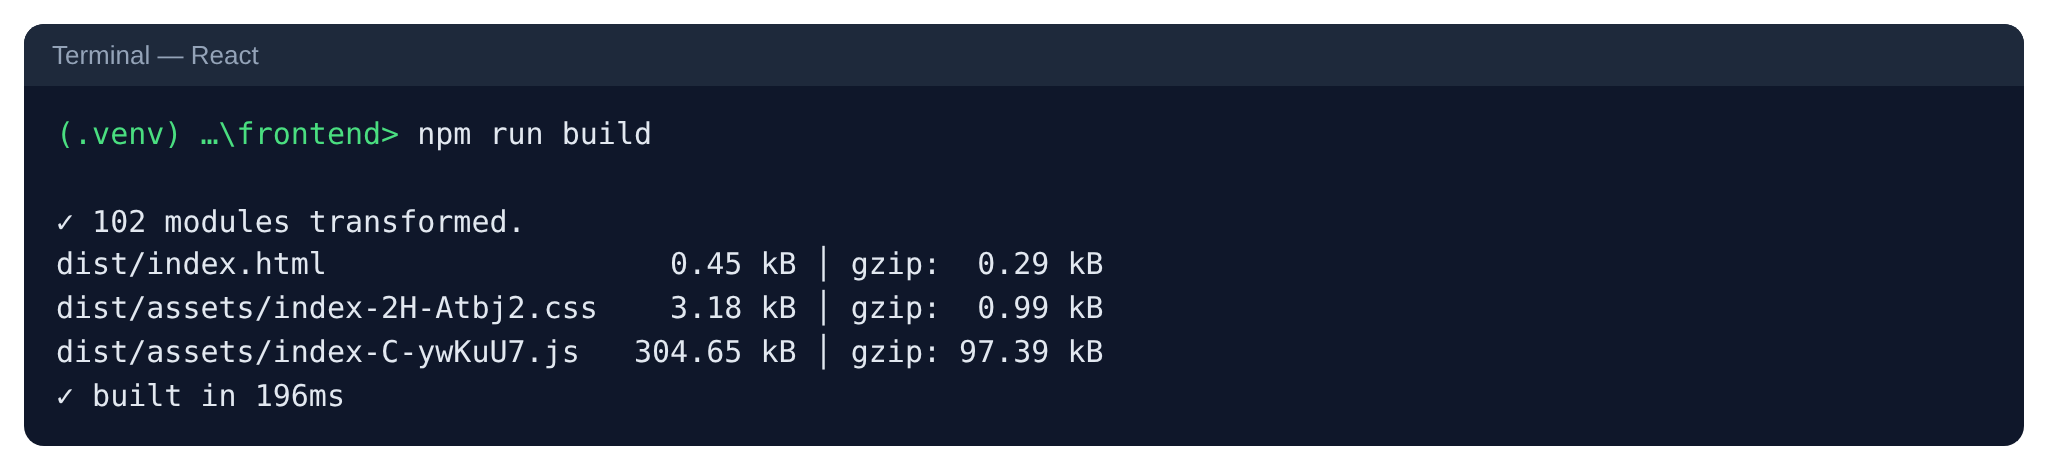 Terminal — React
(.venv) …\frontend> npm run build
✓ 102 modules transformed.
dist/index.html                   0.45 kB │ gzip:  0.29 kB
dist/assets/index-2H-Atbj2.css    3.18 kB │ gzip:  0.99 kB
dist/assets/index-C-ywKuU7.js   304.65 kB │ gzip: 97.39 kB
✓ built in 196ms